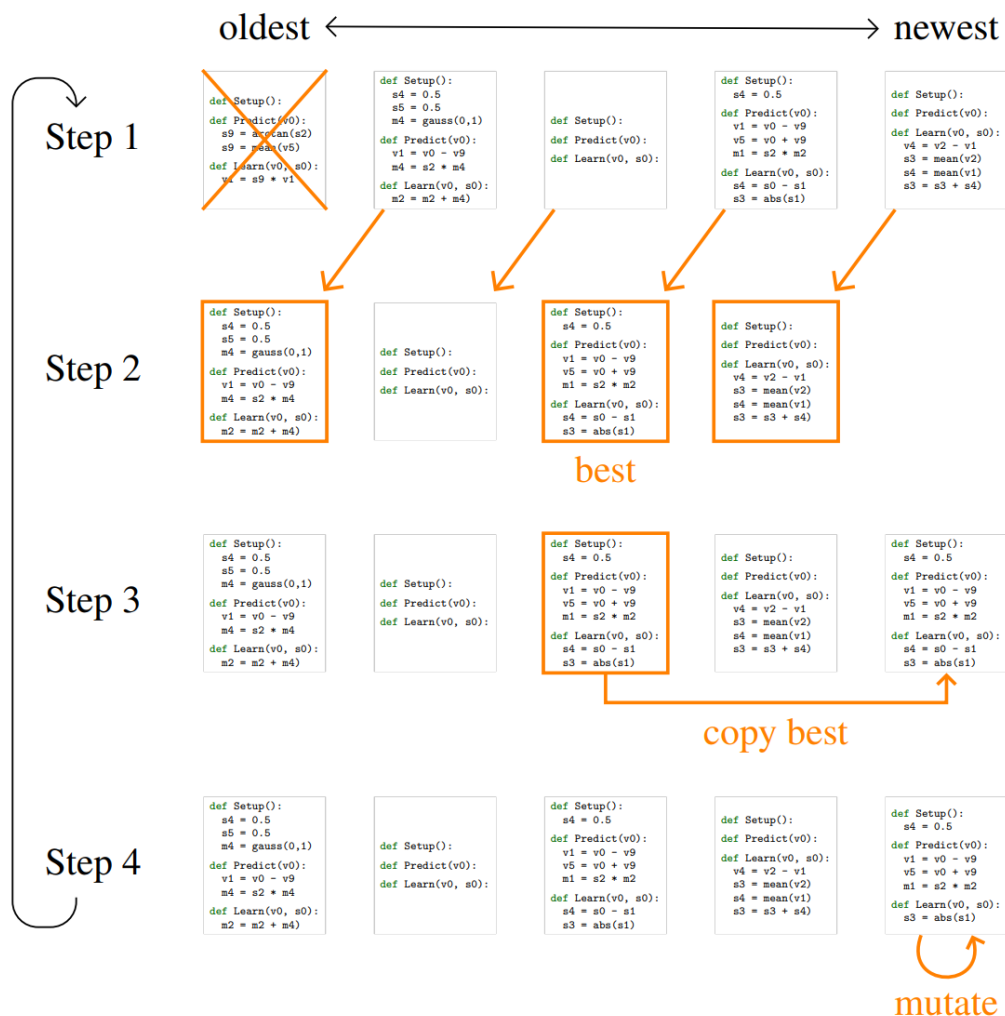 oldest newest
Step 1
def Setup():
def Predict(v0):
s9 = arctan(s2)
s9 = mean(v5)
def Learn(v0, s0):
v1 = s9 * v1
def Setup():
s4 = 0.5
s5 = 0.5
m4 = gauss(0,1)
def Predict(v0):
v1 = v0 - v9
m4 = s2 * m4
def Learn(v0, s0):
m2 = m2 + m4)
def Setup():
def Predict(v0):
def Learn(v0, s0):
def Setup():
s4 = 0.5
def Predict(v0):
v1 = v0 - v9
v5 = v0 + v9
m1 = s2 * m2
def Learn(v0, s0):
s4 = s0 - s1
s3 = abs(s1)
def Setup():
def Predict(v0):
def Learn(v0, s0):
v4 = v2 - v1
s3 = mean(v2)
s4 = mean(v1)
s3 = s3 + s4)
Step 2
def Setup():
s4 = 0.5
s5 = 0.5
m4 = gauss(0,1)
def Predict(v0):
v1 = v0 - v9
m4 = s2 * m4
def Learn(v0, s0):
m2 = m2 + m4)
def Setup():
def Predict(v0):
def Learn(v0, s0):
def Setup():
s4 = 0.5
def Predict(v0):
v1 = v0 - v9
v5 = v0 + v9
m1 = s2 * m2
def Learn(v0, s0):
s4 = s0 - s1
s3 = abs(s1)
def Setup():
def Predict(v0):
def Learn(v0, s0):
v4 = v2 - v1
s3 = mean(v2)
s4 = mean(v1)
s3 = s3 + s4)
best
Step 3
def Setup():
s4 = 0.5
s5 = 0.5
m4 = gauss(0,1)
def Predict(v0):
v1 = v0 - v9
m4 = s2 * m4
def Learn(v0, s0):
m2 = m2 + m4)
def Setup():
def Predict(v0):
def Learn(v0, s0):
def Setup():
s4 = 0.5
def Predict(v0):
v1 = v0 - v9
v5 = v0 + v9
m1 = s2 * m2
def Learn(v0, s0):
s4 = s0 - s1
s3 = abs(s1)
def Setup():
def Predict(v0):
def Learn(v0, s0):
v4 = v2 - v1
s3 = mean(v2)
s4 = mean(v1)
s3 = s3 + s4)
def Setup():
s4 = 0.5
def Predict(v0):
v1 = v0 - v9
v5 = v0 + v9
m1 = s2 * m2
def Learn(v0, s0):
s4 = s0 - s1
s3 = abs(s1)
copy best
Step 4
def Setup():
s4 = 0.5
s5 = 0.5
m4 = gauss(0,1)
def Predict(v0):
v1 = v0 - v9
m4 = s2 * m4
def Learn(v0, s0):
m2 = m2 + m4)
def Setup():
def Predict(v0):
def Learn(v0, s0):
def Setup():
s4 = 0.5
def Predict(v0):
v1 = v0 - v9
v5 = v0 + v9
m1 = s2 * m2
def Learn(v0, s0):
s4 = s0 - s1
s3 = abs(s1)
def Setup():
def Predict(v0):
def Learn(v0, s0):
v4 = v2 - v1
s3 = mean(v2)
s4 = mean(v1)
s3 = s3 + s4)
def Setup():
s4 = 0.5
def Predict(v0):
v1 = v0 - v9
v5 = v0 + v9
m1 = s2 * m2
def Learn(v0, s0):
s3 = abs(s1)
mutate